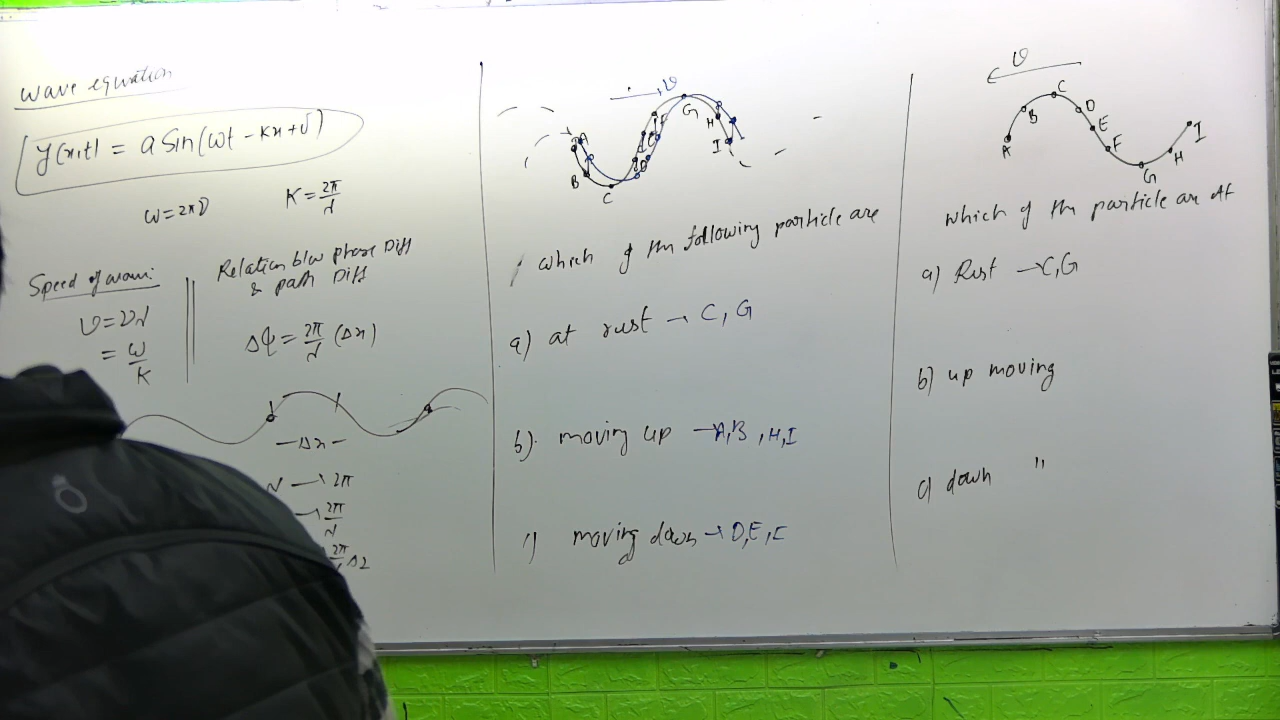 wave equation
y(x,t) = a Sin(ωt - Kx + δ)
ω = 2πν
K = 2π/λ
Speed of wave:
υ = νλ
= ω/K
Relation b/w phase Diff
& path Diff
Δφ = 2π/λ (Δx)
Δx
λ → 2π
→ 2π/λ
υ
A
B
C
D
G
H
I
which of the following particle are
a) at rest → C, G
b) moving up → A, B, H, I
moving down → D, E,
υ
A
B
C
D
E
F
G
H
I
which of the particle are At
a) Rest → C, G
b) up moving
c) down "